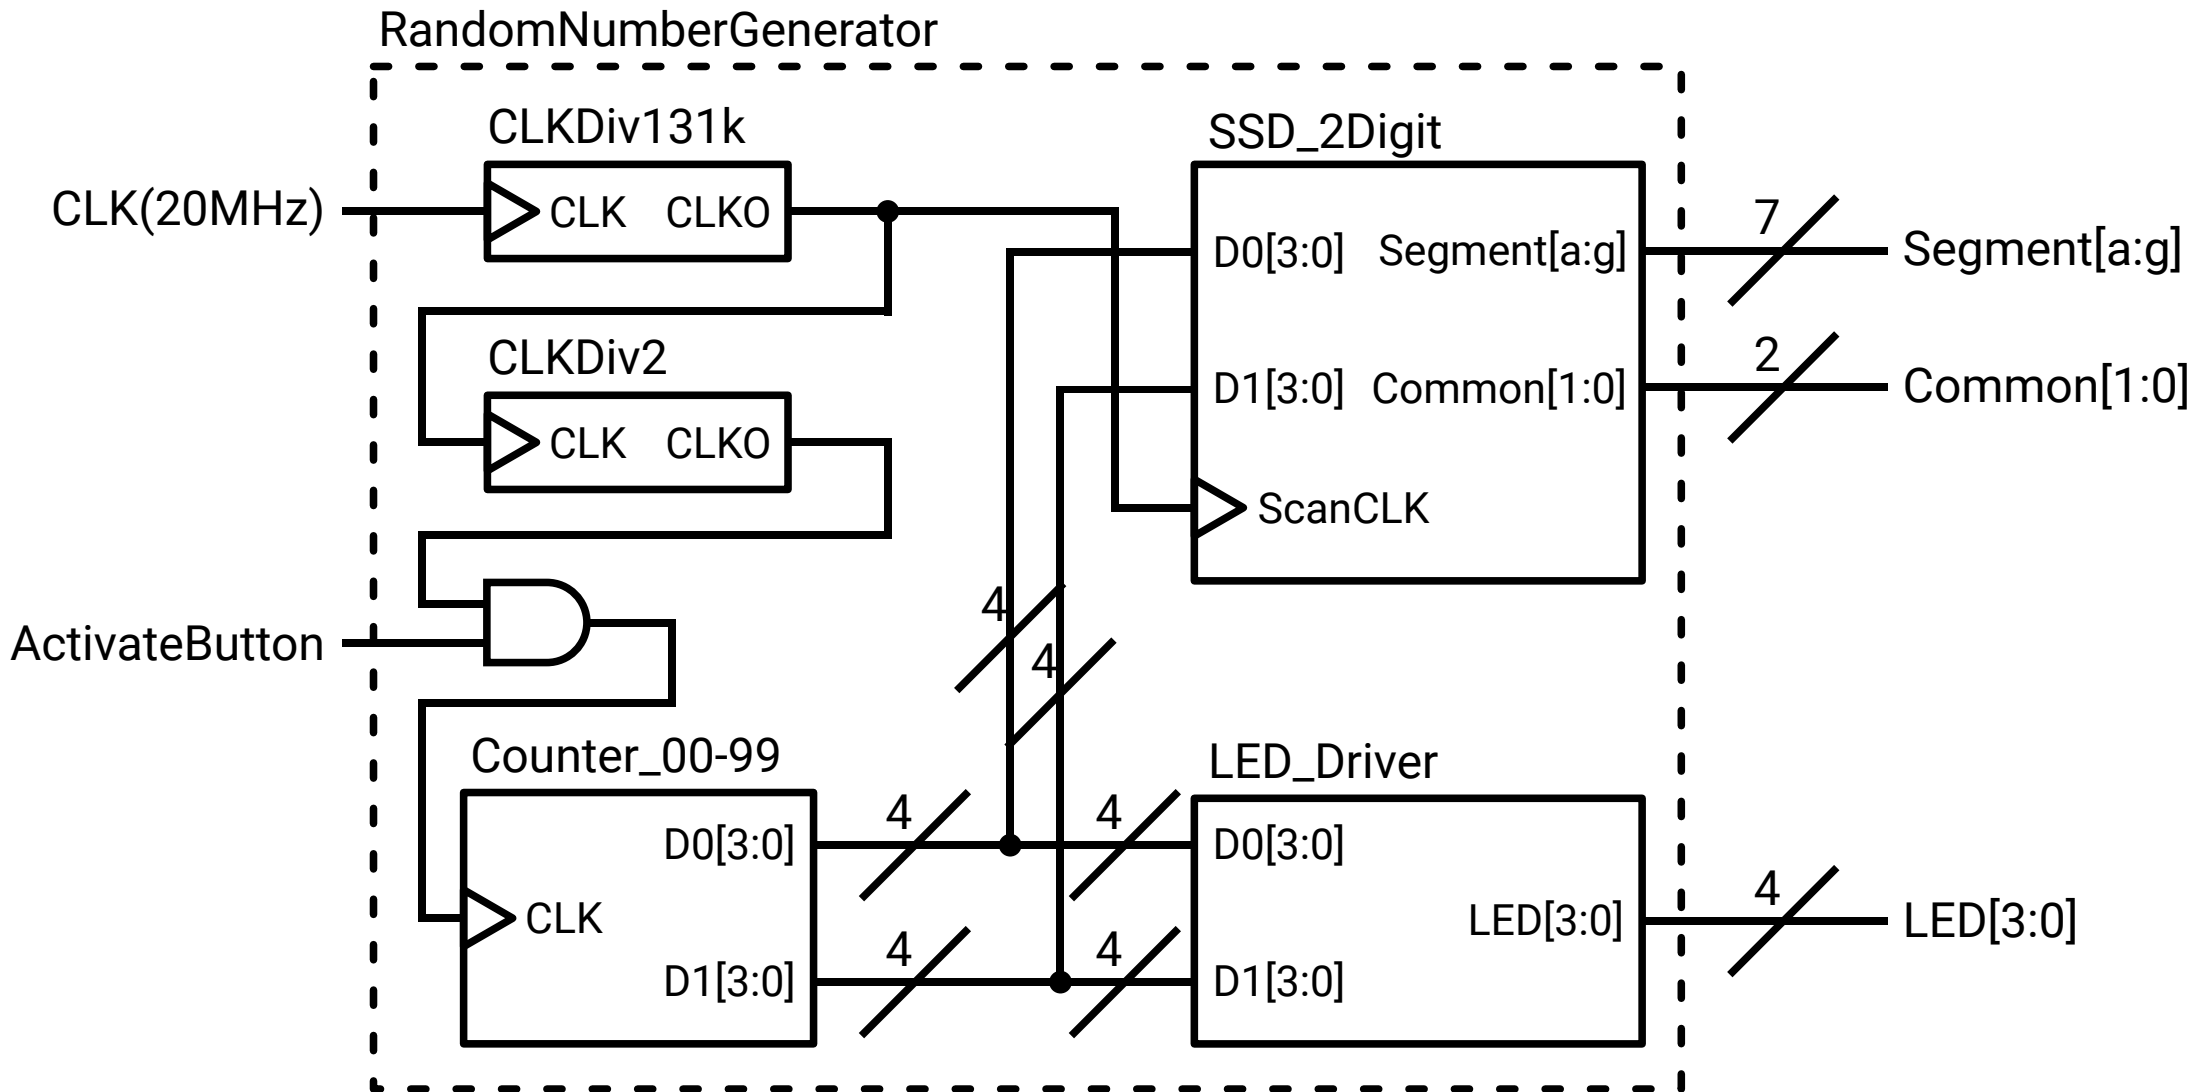 RandomNumberGenerator
CLKDiv131k
CLK(20MHz)
CLK CLKO
CLKDiv2
CLK CLKO
ActivateButton
Counter_00-99
D0[3:0]
CLK
D1[3:0]
4
4
4
4
4
4
SSD_2Digit
D0[3:0] Segment[a:g]
D1[3:0] Common[1:0]
ScanCLK
7
Segment[a:g]
2
Common[1:0]
LED_Driver
D0[3:0]
LED[3:0]
D1[3:0]
4
LED[3:0]